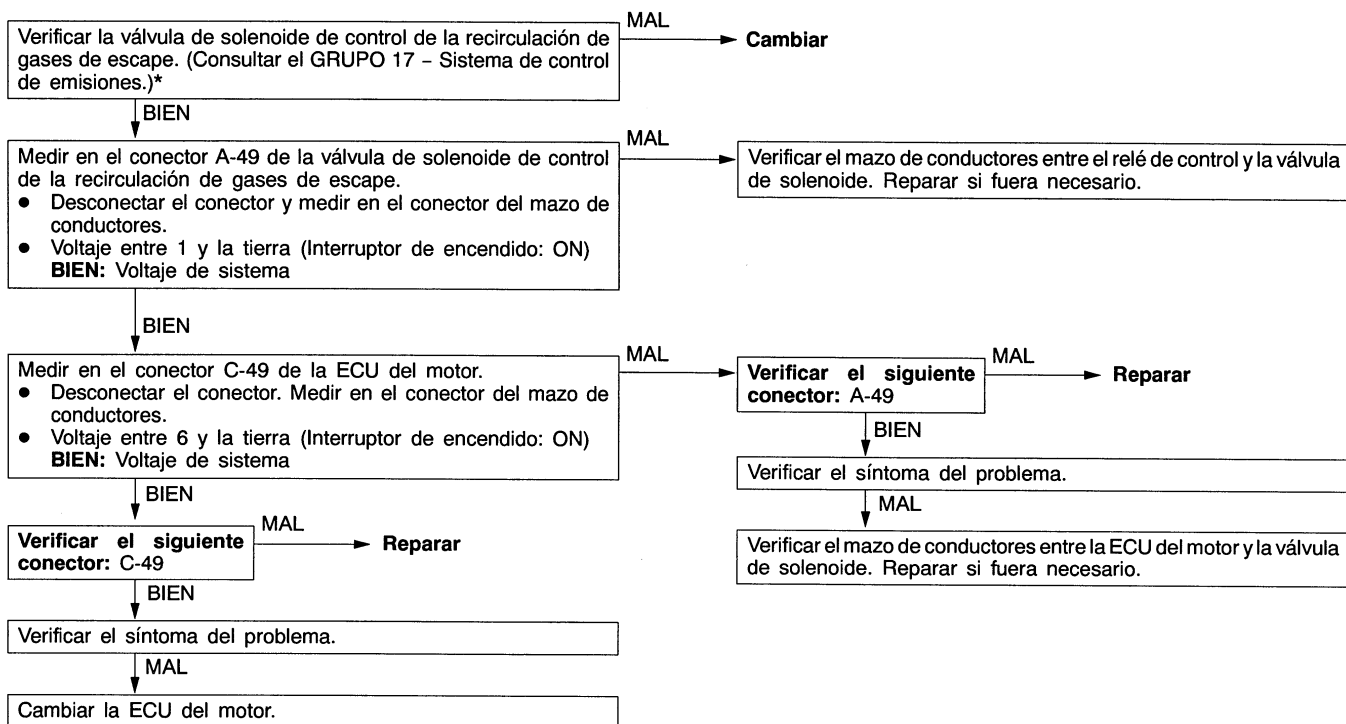 Verificar la válvula de solenoide de control de la recirculación de
gases de escape. (Consultar el GRUPO 17 – Sistema de control
de emisiones.)*
MAL
Cambiar
BIEN
Medir en el conector A-49 de la válvula de solenoide de control
de la recirculación de gases de escape.
● Desconectar el conector y medir en el conector del mazo de
conductores.
● Voltaje entre 1 y la tierra (Interruptor de encendido: ON)
BIEN: Voltaje de sistema
MAL
Verificar el mazo de conductores entre el relé de control y la válvula
de solenoide. Reparar si fuera necesario.
BIEN
Medir en el conector C-49 de la ECU del motor.
● Desconectar el conector. Medir en el conector del mazo de
conductores.
● Voltaje entre 6 y la tierra (Interruptor de encendido: ON)
BIEN: Voltaje de sistema
MAL
Verificar el siguiente
conector: A-49
MAL
Reparar
BIEN
Verificar el síntoma del problema.
MAL
Verificar el mazo de conductores entre la ECU del motor y la válvula
de solenoide. Reparar si fuera necesario.
BIEN
Verificar el siguiente
conector: C-49
MAL
Reparar
BIEN
Verificar el síntoma del problema.
MAL
Cambiar la ECU del motor.